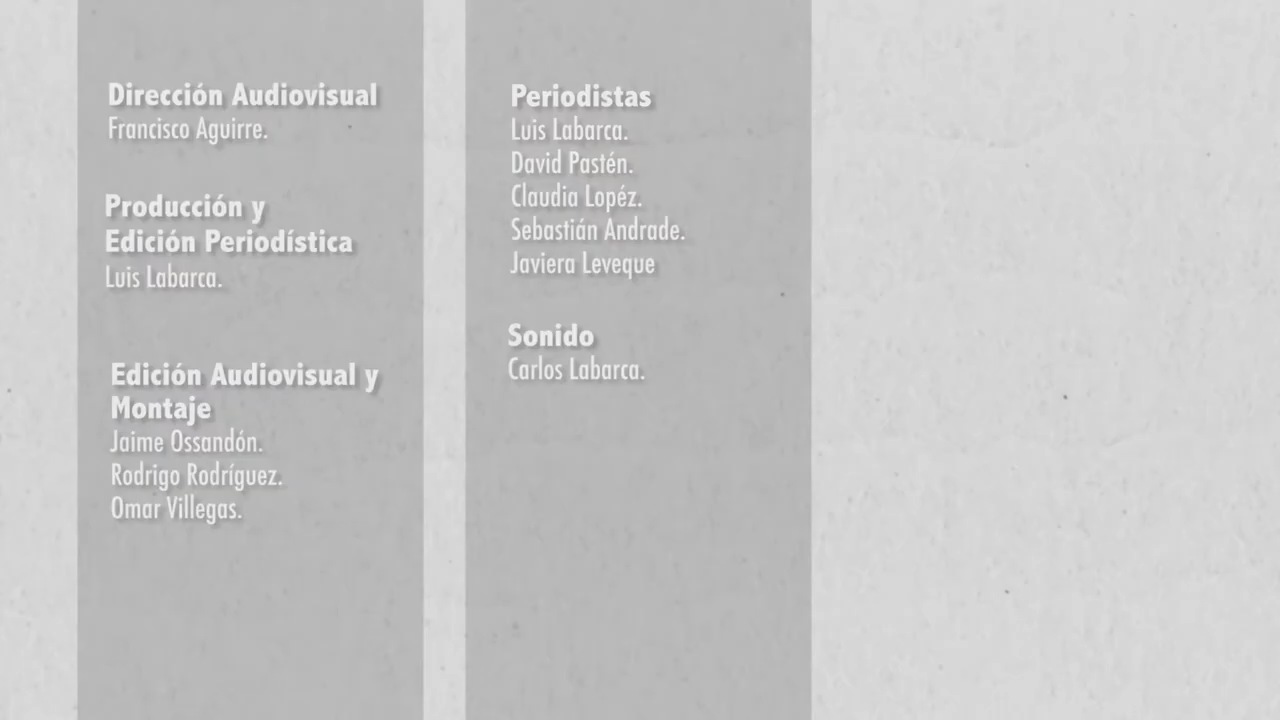 Dirección Audiovisual
Francisco Aguirre.
Producción y
Edición Periodística
Luis Labarca.
Edición Audiovisual y
Montaje
Jaime Ossandón.
Rodrigo Rodríguez.
Omar Villegas.
Periodistas
Luis Labarca.
David Pastén.
Claudia Lopéz.
Sebastián Andrade.
Javiera Leveque
Sonido
Carlos Labarca.